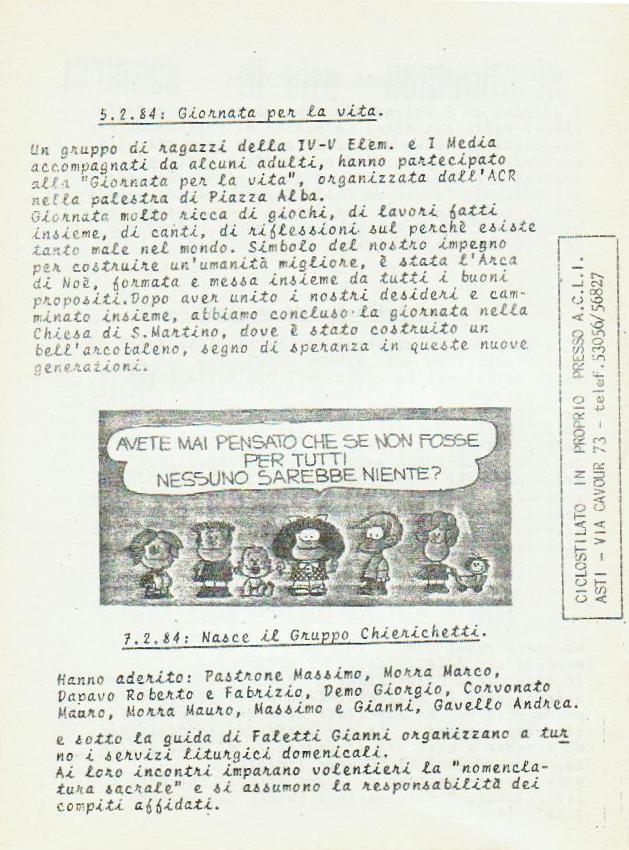 5.2.84: Giornata per la vita.
Un gruppo di ragazzi della IV-V Elem. e I Media
accompagnati da alcuni adulti, hanno partecipato
alla "Giornata per la vita", organizzata dall'ACR
nella palestra di Piazza Alba.
Giornata molto ricca di giochi, di lavori fatti
insieme, di canti, di riflessioni sul perchè esiste
tanto male nel mondo. Simbolo del nostro impegno
per costruire un'umanità migliore, è stata l'Arca
di Noè, formata e messa insieme da tutti i buoni
propositi.Dopo aver unito i nostri desideri e cam-
minato insieme, abbiamo concluso la giornata nella
Chiesa di S.Martino, dove è stato costruito un
bell'arcobaleno, segno di speranza in queste nuove
generazioni.
AVETE MAI PENSATO CHE SE NON FOSSE
PER TUTTI
NESSUNO SAREBBE NIENTE?
7.2.84: Nasce il Gruppo Chierichetti.
Hanno aderito: Pastrone Massimo, Morra Marco,
Dapavo Roberto e Fabrizio, Demo Giorgio, Corvonato
Mauro, Morra Mauro, Massimo e Gianni, Gavello Andrea.
e sotto la guida di Faletti Gianni organizzano a tur
no i servizi liturgici domenicali.
Ai loro incontri imparano volentieri la "nomencla-
tura sacrale" e si assumono la responsabilità dei
compiti affidati.
CICLOSTILATO IN PROPRIO PRESSO A.C.L.I.
ASTI - VIA CAVOUR 73 - telef.53056/56827